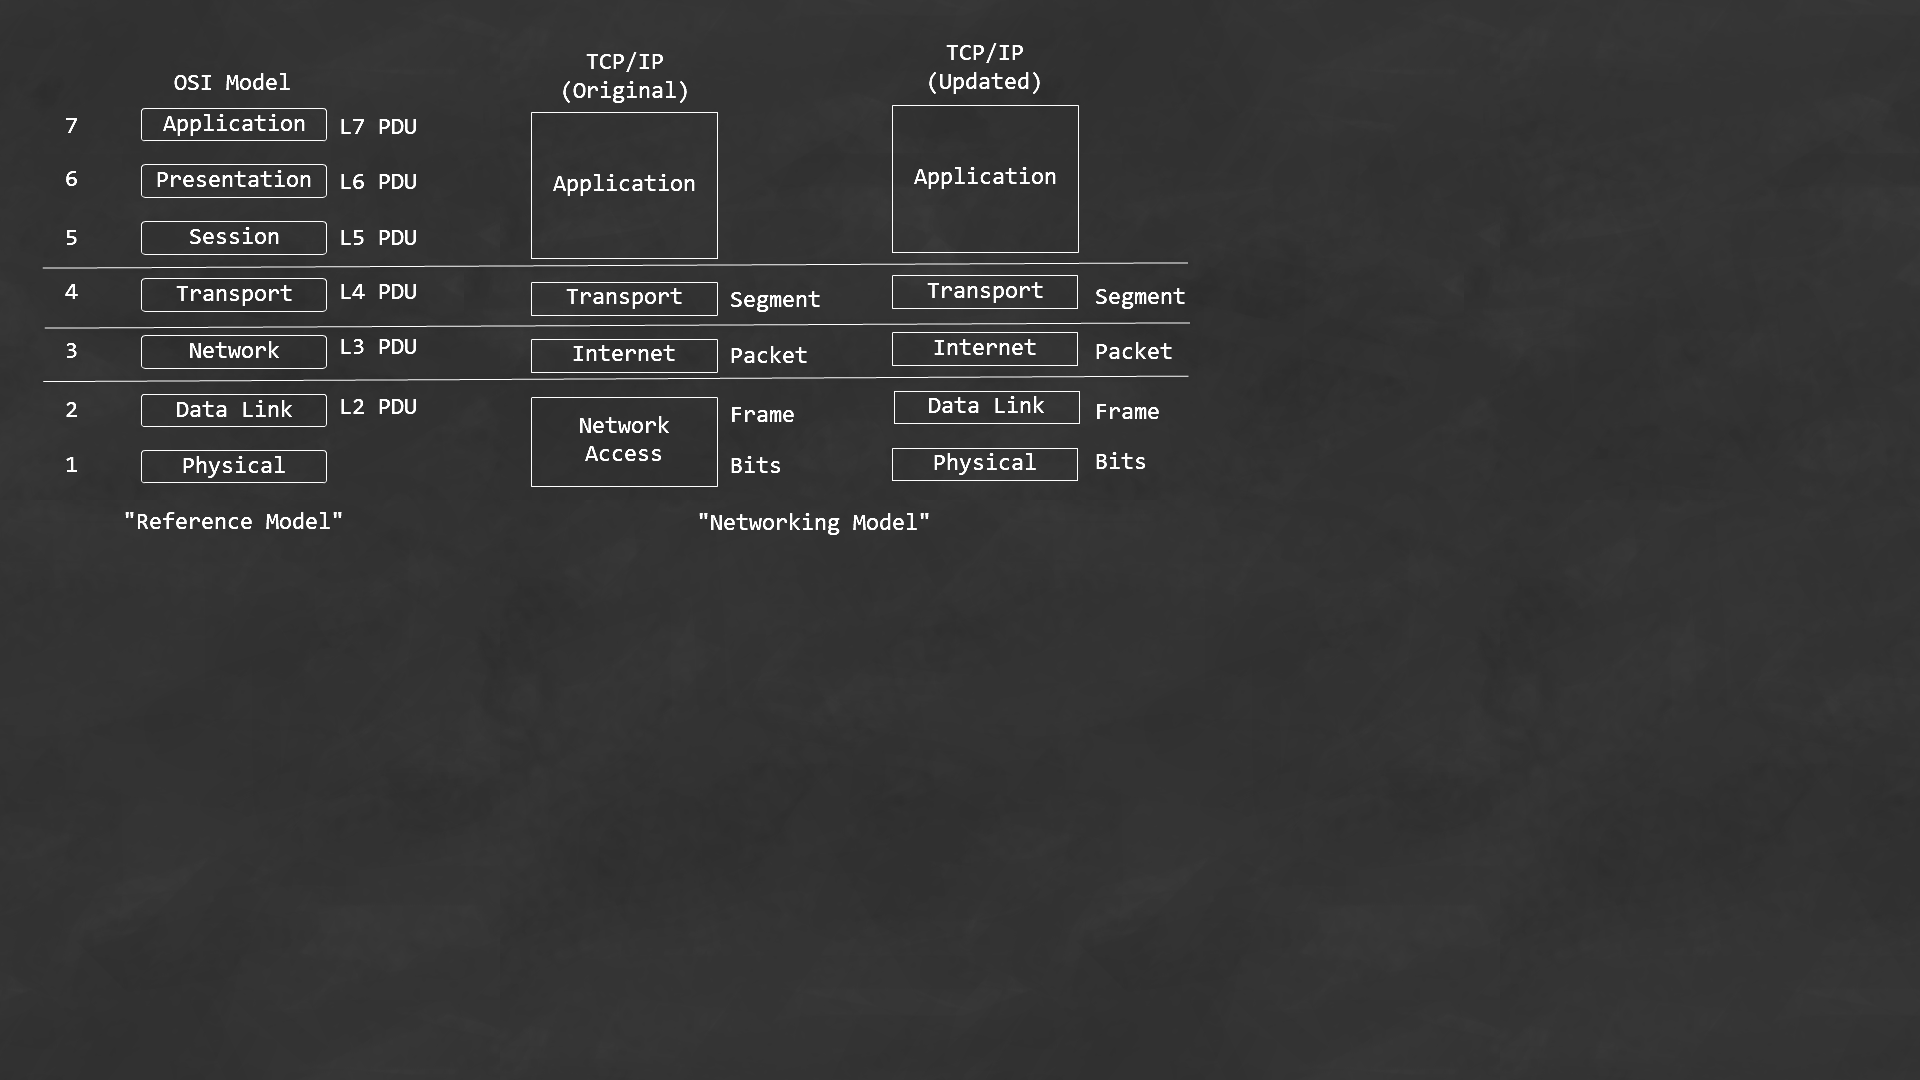 OSI Model
TCP/IP
(Original)
TCP/IP
(Updated)
7 Application L7 PDU
6 Presentation L6 PDU
5 Session L5 PDU
Application
Application
4 Transport L4 PDU Transport Segment Transport Segment
3 Network L3 PDU Internet Packet Internet Packet
2 Data Link L2 PDU
1 Physical
Network
Access
Frame
Bits
Data Link Frame
Physical Bits
"Reference Model"
"Networking Model"